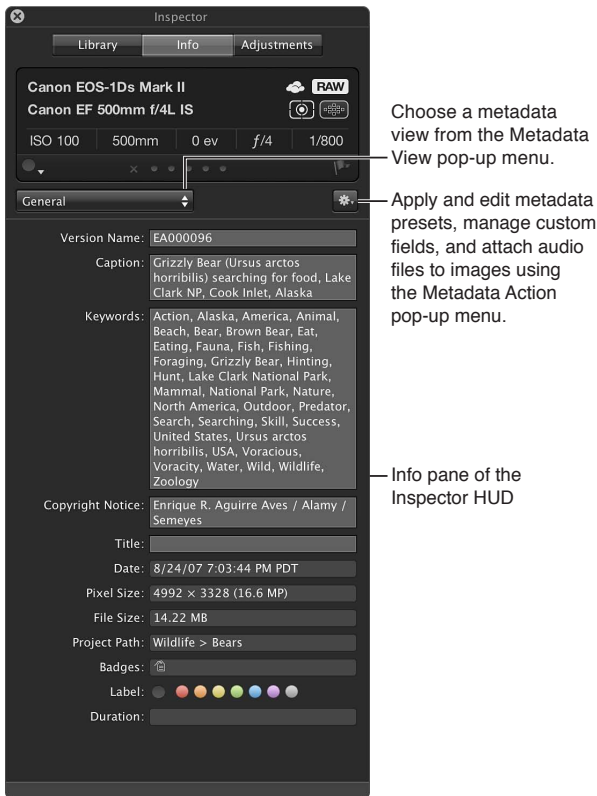 Inspector
Library Info Adjustments
Canon EOS-1Ds Mark II RAW
Canon EF 500mm f/4L IS
ISO 100 500mm 0 ev f/4 1/800
General
Version Name: EA000096
Caption: Grizzly Bear (Ursus arctos
horribilis) searching for food, Lake
Clark NP, Cook Inlet, Alaska
Keywords: Action, Alaska, America, Animal,
Beach, Bear, Brown Bear, Eat,
Eating, Fauna, Fish, Fishing,
Foraging, Grizzly Bear, Hinting,
Hunt, Lake Clark National Park,
Mammal, National Park, Nature,
North America, Outdoor, Predator,
Search, Searching, Skill, Success,
United States, Ursus arctos
horribilis, USA, Voracious,
Voracity, Water, Wild, Wildlife,
Zoology
Copyright Notice: Enrique R. Aguirre Aves / Alamy /
Semeyes
Title:
Date: 8/24/07 7:03:44 PM PDT
Pixel Size: 4992 × 3328 (16.6 MP)
File Size: 14.22 MB
Project Path: Wildlife > Bears
Badges:
Label:
Duration:
Choose a metadata
view from the Metadata
View pop-up menu.
Apply and edit metadata
presets, manage custom
fields, and attach audio
files to images using
the Metadata Action
pop-up menu.
Info pane of the
Inspector HUD